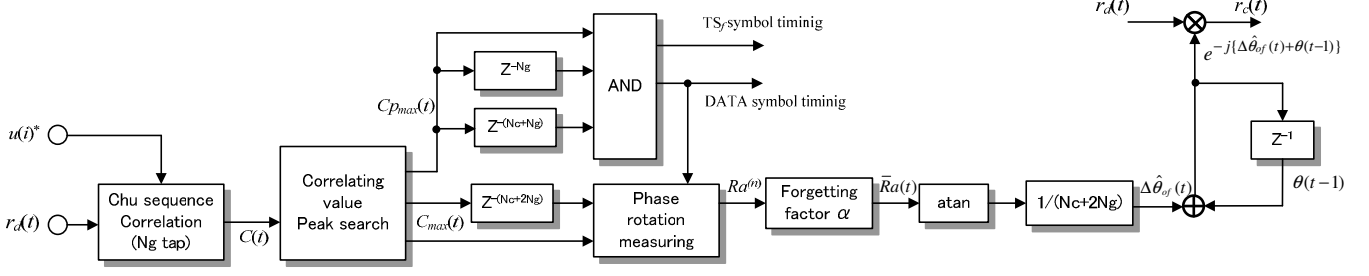 u(i)*
r_d(t)
Chu sequence
Correlation
(Ng tap)
C(t)
Correlating
value
Peak search
Cp_max(t)
C_max(t)
Z^-Ng
Z^-(Nc+Ng)
Z^-(Nc+2Ng)
AND
TS_f symbol timinig
DATA symbol timinig
Phase
rotation
measuring
Ra^(n)
Forgetting
factor α
R̄a(t)
atan
1/(Nc+2Ng)
Δθ̂_of(t)
r_d(t)
r_c(t)
e^-j{Δθ̂_of(t)+θ(t-1)}
Z^-1
θ(t-1)